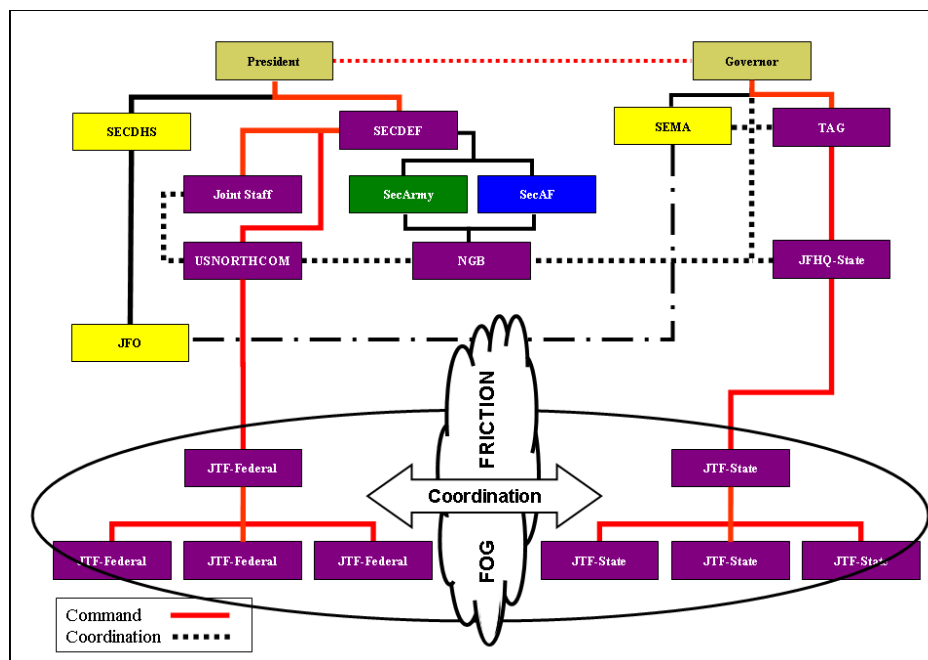 President
Governor
SECDHS
SECDEF
SEMA
TAG
Joint Staff
SecArmy
SecAF
USNORTHCOM
NGB
JFHQ-State
JFO
FRICTION
JTF-Federal
JTF-State
Coordination
FOG
JTF-Federal
JTF-Federal
JTF-Federal
JTF-State
JTF-State
JTF-State
Command
Coordination